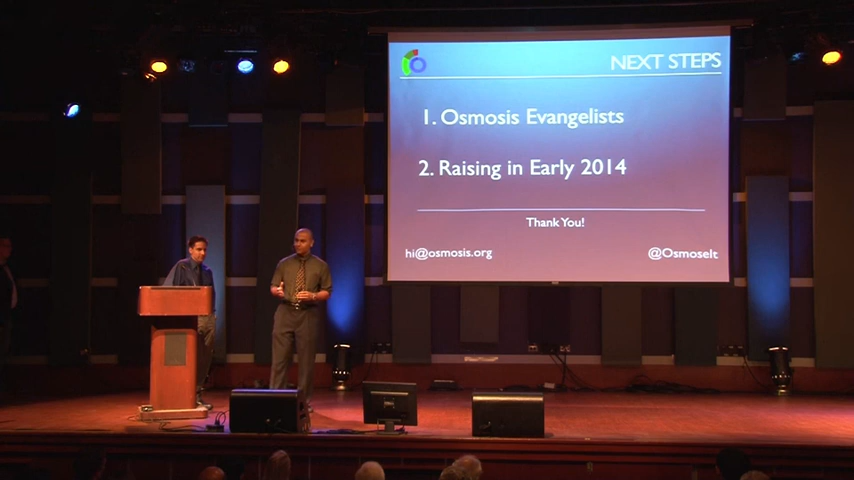 NEXT STEPS
1. Osmosis Evangelists
2. Raising in Early 2014
Thank You!
hi@osmosis.org
@OsmoseIt